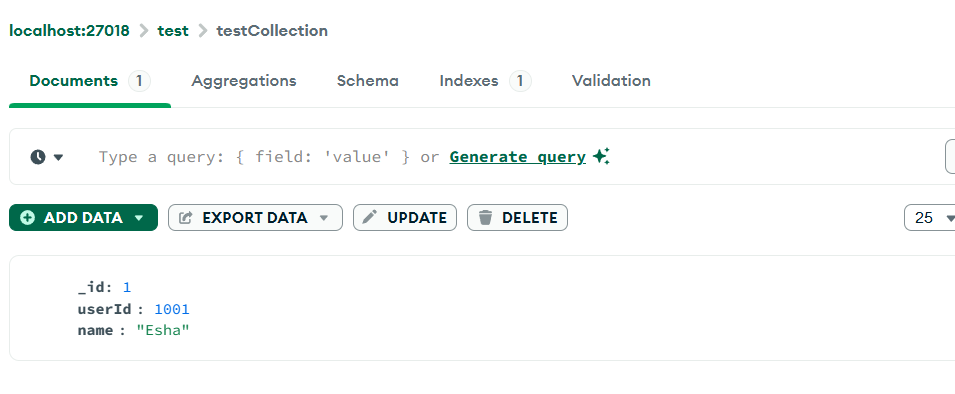 localhost:27018 > test > testCollection
Documents 1 Aggregations Schema Indexes 1 Validation
Type a query: { field: 'value' } or Generate query
ADD DATA EXPORT DATA UPDATE DELETE 25
_id: 1
userId : 1001
name : "Esha"